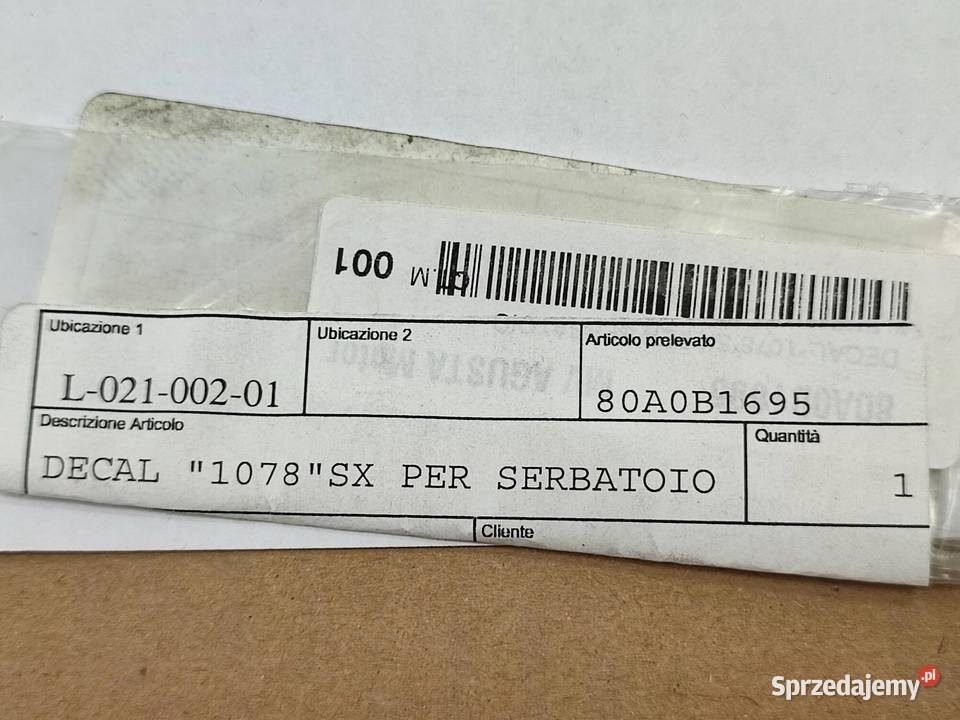 001 CT.M
Ubicazione 1
Ubicazione 2
Articolo prelevato
L-021-002-01
80A0B1695
Descrizione Articolo
Quantità
DECAL "1078"SX PER SERBATOIO
1
Cliente
Sprzedajemy.pl